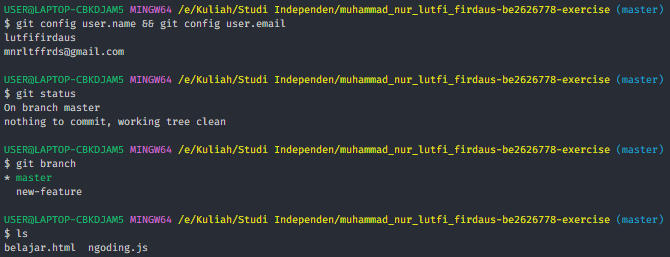 USER@LAPTOP-CBKDJAM5 MINGW64 /e/Kuliah/Studi Independen/muhammad_nur_lutfi_firdaus-be2626778-exercise (master)
$ git config user.name && git config user.email
lutfifirdaus
mnrltffrds@gmail.com
USER@LAPTOP-CBKDJAM5 MINGW64 /e/Kuliah/Studi Independen/muhammad_nur_lutfi_firdaus-be2626778-exercise (master)
$ git status
On branch master
nothing to commit, working tree clean
USER@LAPTOP-CBKDJAM5 MINGW64 /e/Kuliah/Studi Independen/muhammad_nur_lutfi_firdaus-be2626778-exercise (master)
$ git branch
* master
  new-feature
USER@LAPTOP-CBKDJAM5 MINGW64 /e/Kuliah/Studi Independen/muhammad_nur_lutfi_firdaus-be2626778-exercise (master)
$ ls
belajar.html  ngoding.js